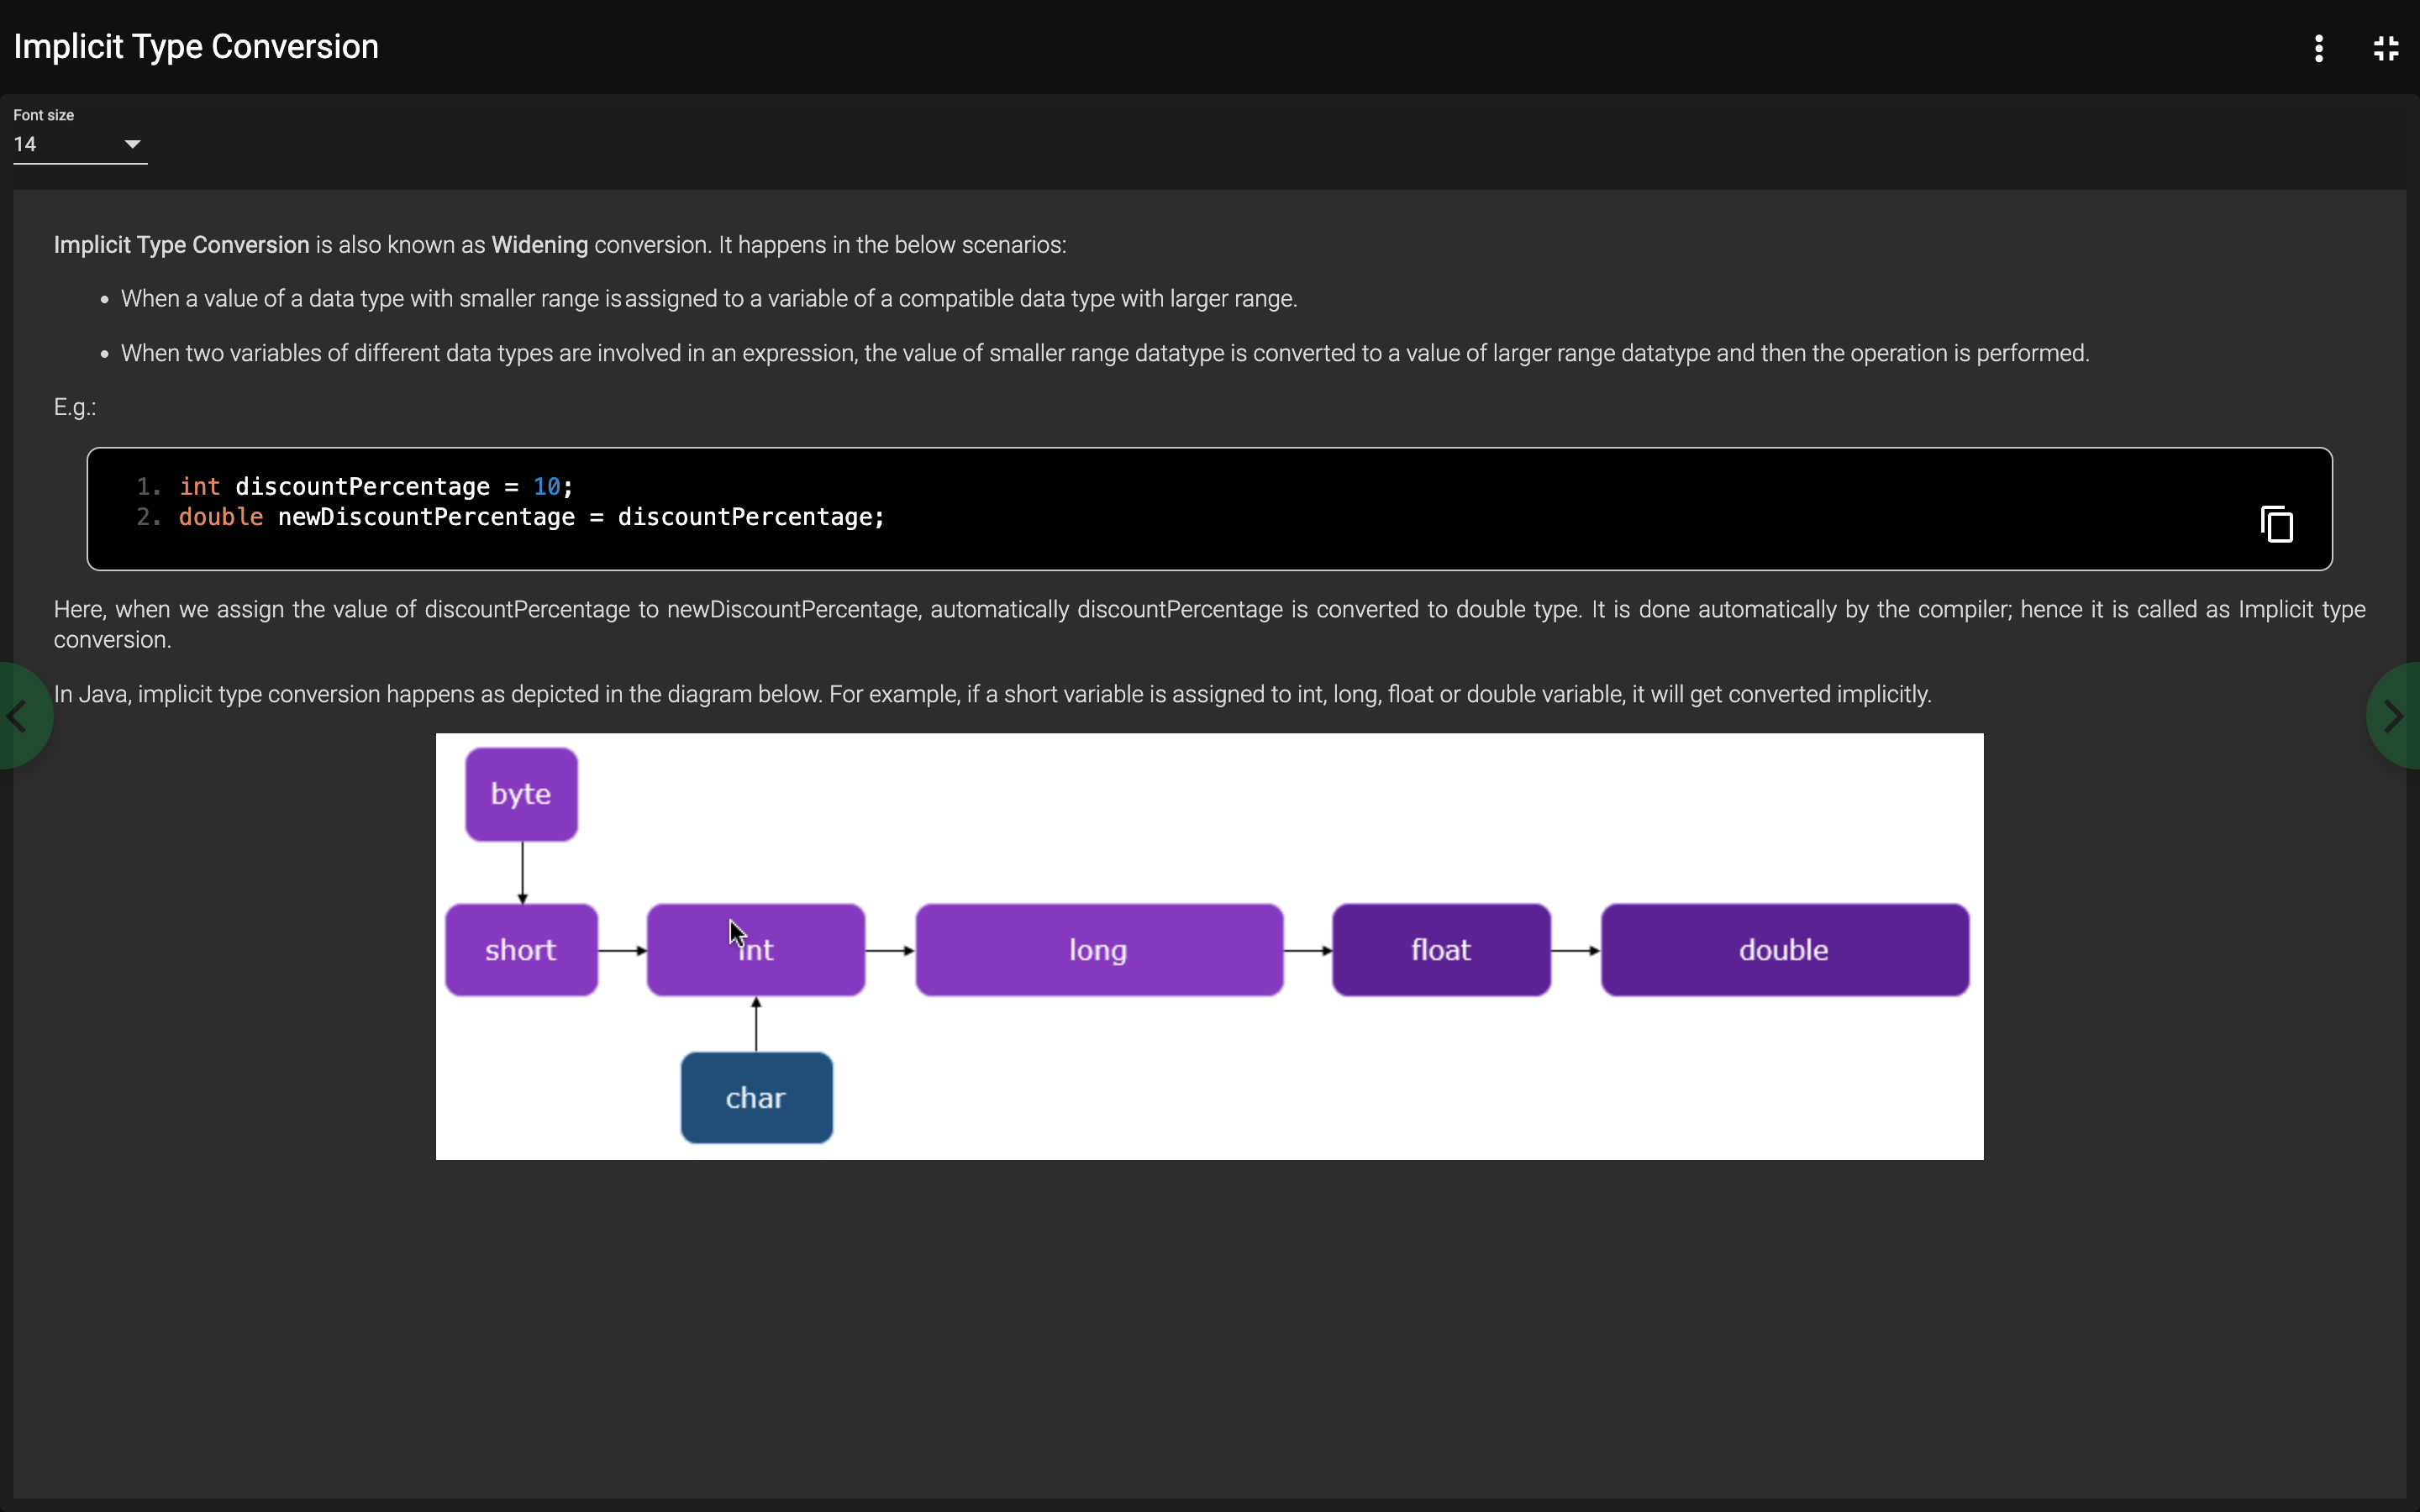 Implicit Type Conversion
Font size
14
Implicit Type Conversion is also known as Widening conversion. It happens in the below scenarios:
• When a value of a data type with smaller range is assigned to a variable of a compatible data type with larger range.
• When two variables of different data types are involved in an expression, the value of smaller range datatype is converted to a value of larger range datatype and then the operation is performed.
E.g.:
1. int discountPercentage = 10;
2. double newDiscountPercentage = discountPercentage;
Here, when we assign the value of discountPercentage to newDiscountPercentage, automatically discountPercentage is converted to double type. It is done automatically by the compiler; hence it is called as Implicit type
conversion.
In Java, implicit type conversion happens as depicted in the diagram below. For example, if a short variable is assigned to int, long, float or double variable, it will get converted implicitly.
byte
short
int
long
float
double
char